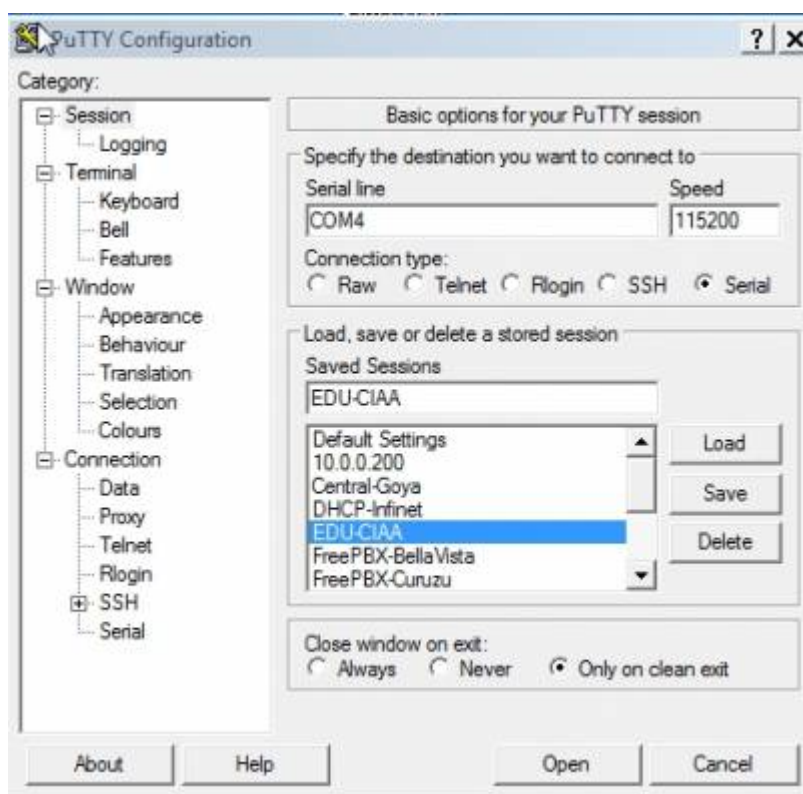 PuTTY Configuration
Category:
Session
Logging
Terminal
Keyboard
Bell
Features
Window
Appearance
Behaviour
Translation
Selection
Colours
Connection
Data
Proxy
Telnet
Rlogin
SSH
Serial
Basic options for your PuTTY session
Specify the destination you want to connect to
Serial line Speed
COM4 115200
Connection type:
Raw Telnet Rlogin SSH Serial
Load, save or delete a stored session
Saved Sessions
EDU-CIAA
Default Settings
10.0.0.200
Central-Goya
DHCP-Infinet
EDU-CIAA
FreePBX-BellaVista
FreePBX-Curuzu
Load
Save
Delete
Close window on exit:
Always Never Only on clean exit
About Help Open Cancel